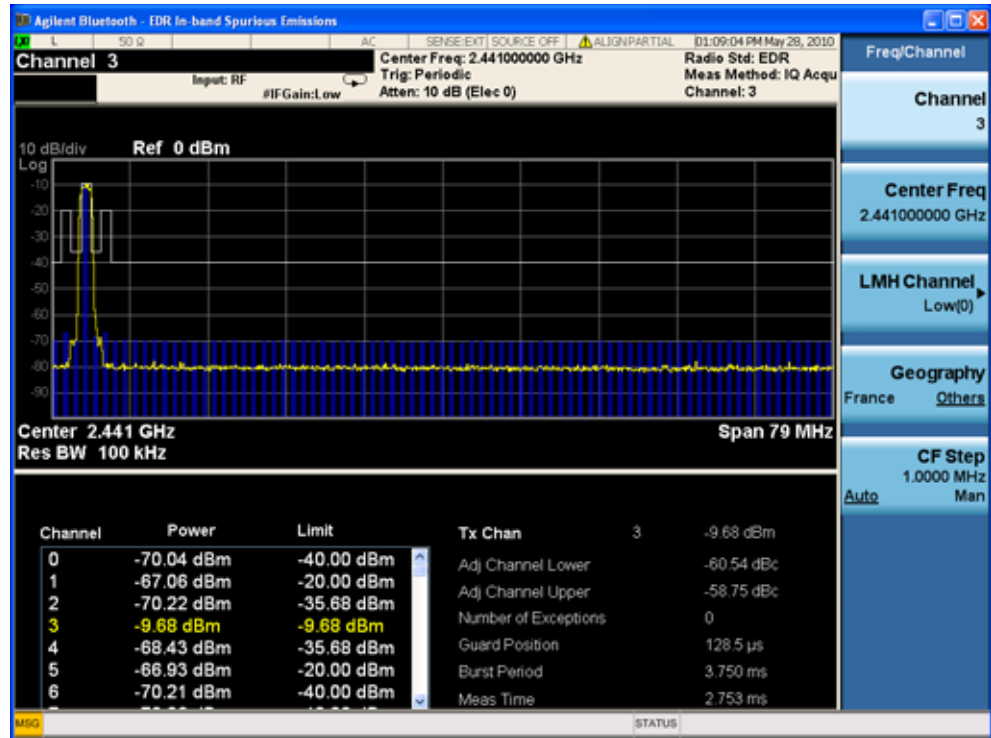 Agilent Bluetooth - EDR In-band Spurious Emissions
L 50 Ω AC SENSE:EXT SOURCE OFF ALIGNPARTIAL 01:09:04 PM May 28, 2010
Channel 3
Input: RF
#IFGain:Low
Center Freq: 2.441000000 GHz
Trig: Periodic
Atten: 10 dB (Elec 0)
Radio Std: EDR
Meas Method: IQ Acqu
Channel: 3
10 dB/div Ref 0 dBm
Log
-10
-20
-30
-40
-50
-60
-70
-80
-90
Center 2.441 GHz Span 79 MHz
Res BW 100 kHz
Channel Power Limit
0 -70.04 dBm -40.00 dBm
1 -67.06 dBm -20.00 dBm
2 -70.22 dBm -35.68 dBm
3 -9.68 dBm -9.68 dBm
4 -68.43 dBm -35.68 dBm
5 -66.93 dBm -20.00 dBm
6 -70.21 dBm -40.00 dBm
Tx Chan 3 -9.68 dBm
Adj Channel Lower -60.54 dBc
Adj Channel Upper -58.75 dBc
Number of Exceptions 0
Guard Position 128.5 µs
Burst Period 3.750 ms
Meas Time 2.753 ms
Freq/Channel
Channel
3
Center Freq
2.441000000 GHz
LMH Channel
Low(0)
Geography
France Others
CF Step
1.0000 MHz
Auto Man
MSG STATUS